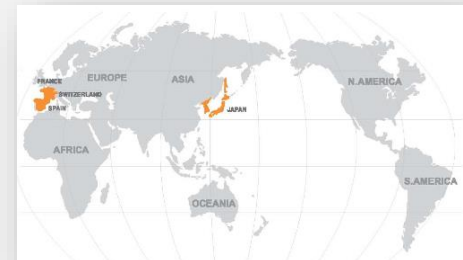 FRANCE
EUROPE
ASIA
N.AMERICA
SWITZERLAND
SPAIN
JAPAN
AFRICA
S.AMERICA
OCEANIA